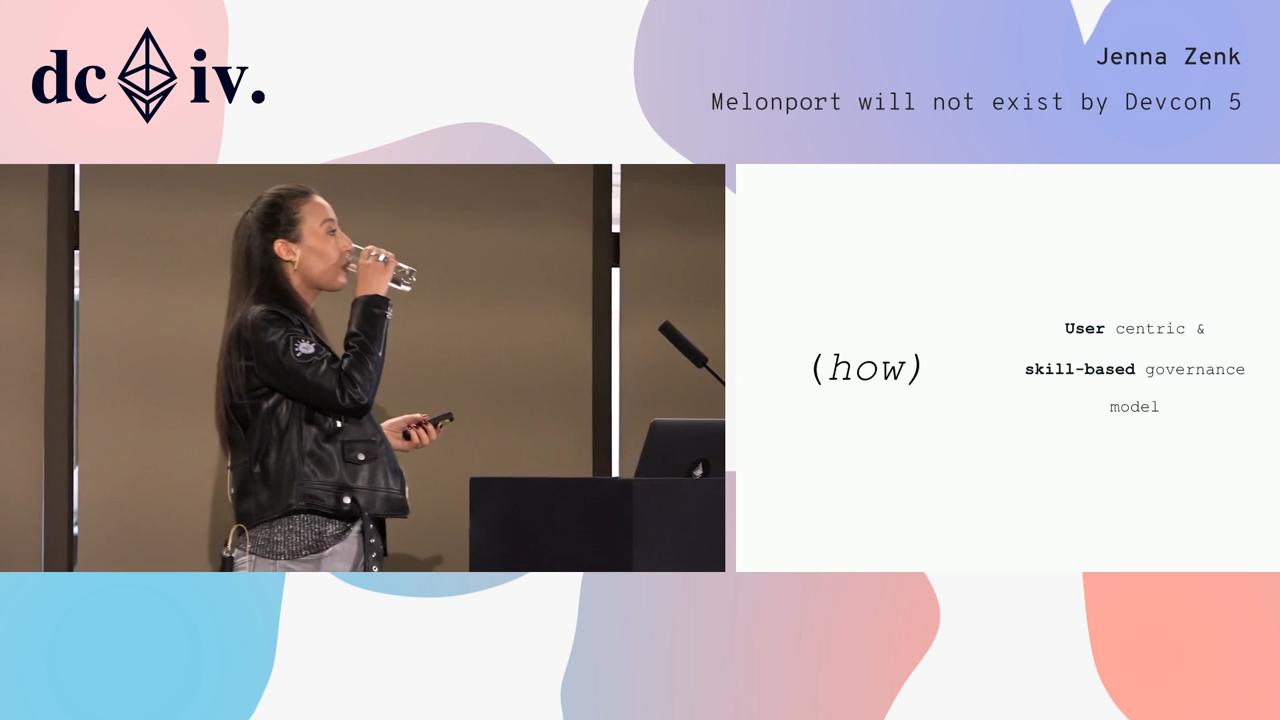 dc iv.
Jenna Zenk
Melonport will not exist by Devcon 5
(how)
User centric &
skill-based governance
model